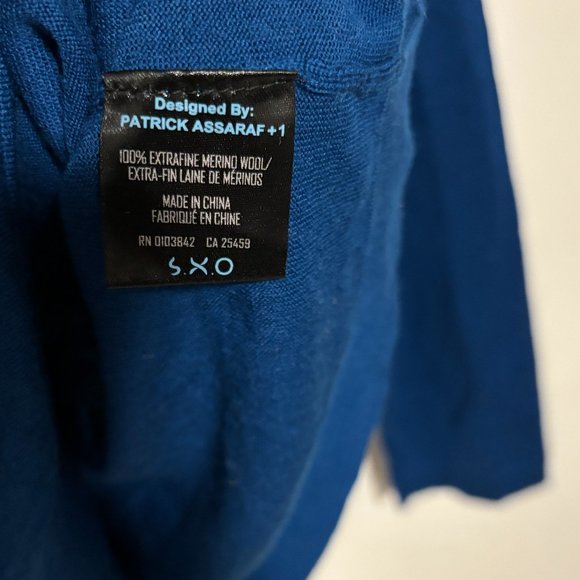 Designed By:
PATRICK ASSARAF+1
100% EXTRAFINE MERINO WOOL/
EXTRA-FIN LAINE DE MÉRINOS
MADE IN CHINA
FABRIQUÉ EN CHINE
RN 0103842 CA 25459
S.X.O